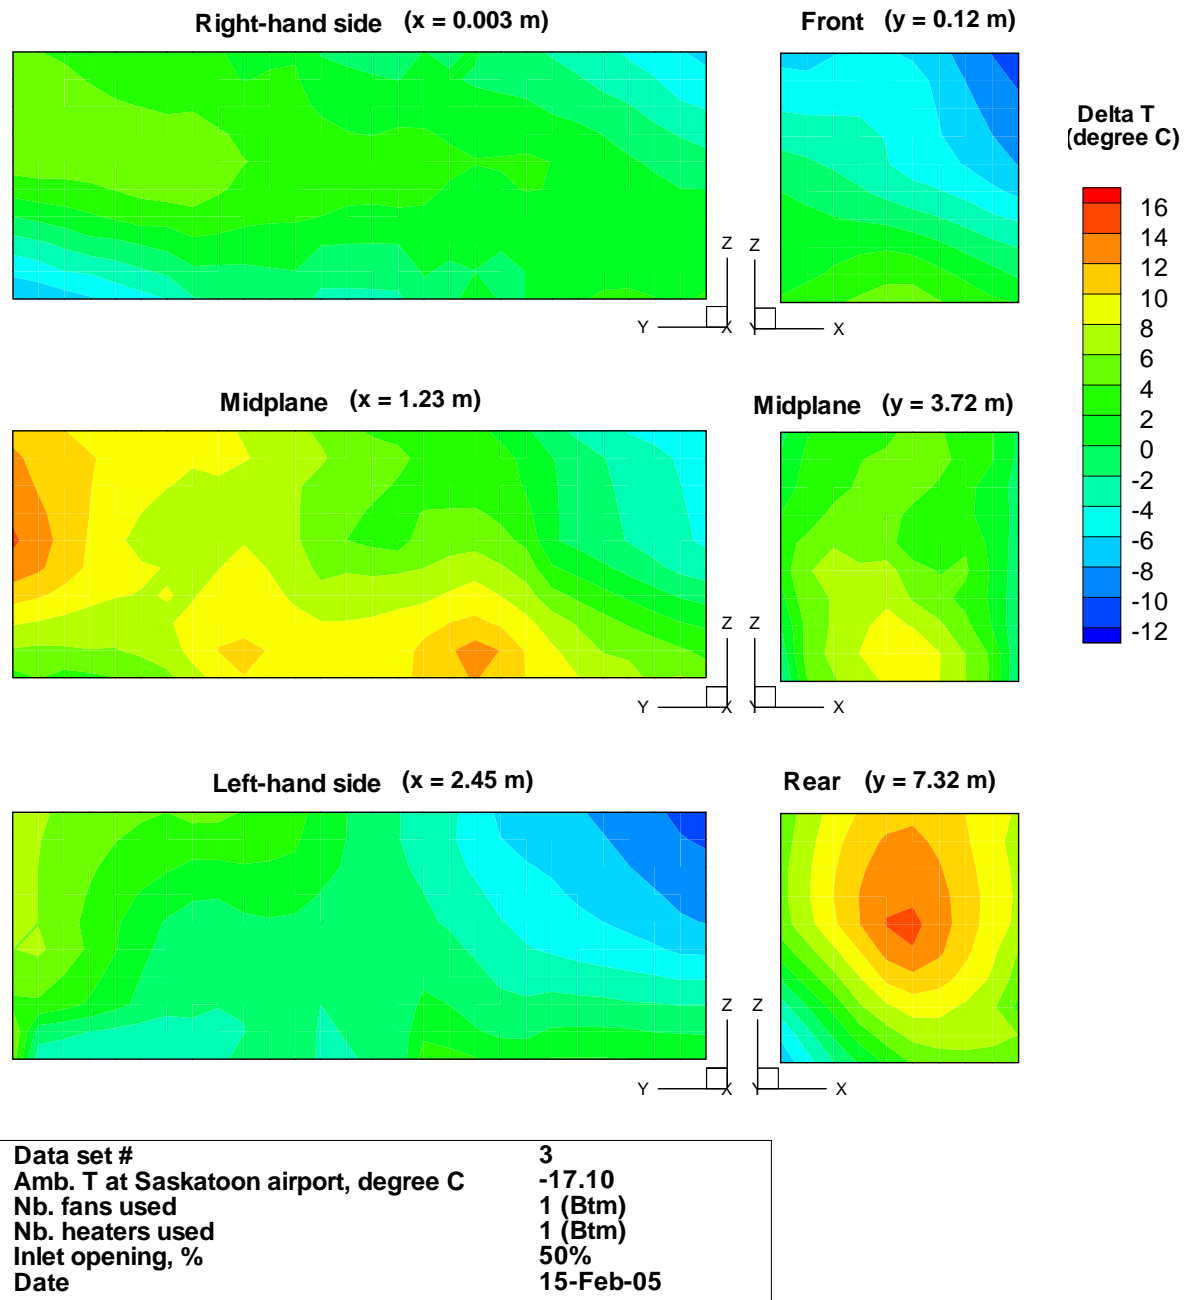 Right-hand side (x = 0.003 m)
Front (y = 0.12 m)
Delta T
(degree C)
16
14
12
10
8
6
4
2
0
-2
-4
-6
-8
-10
-12
Z Z
Y X Y X
Midplane (x = 1.23 m)
Midplane (y = 3.72 m)
Z Z
Y X Y X
Left-hand side (x = 2.45 m)
Rear (y = 7.32 m)
Z Z
Y X Y X
Data set # 3
Amb. T at Saskatoon airport, degree C -17.10
Nb. fans used 1 (Btm)
Nb. heaters used 1 (Btm)
Inlet opening, % 50%
Date 15-Feb-05